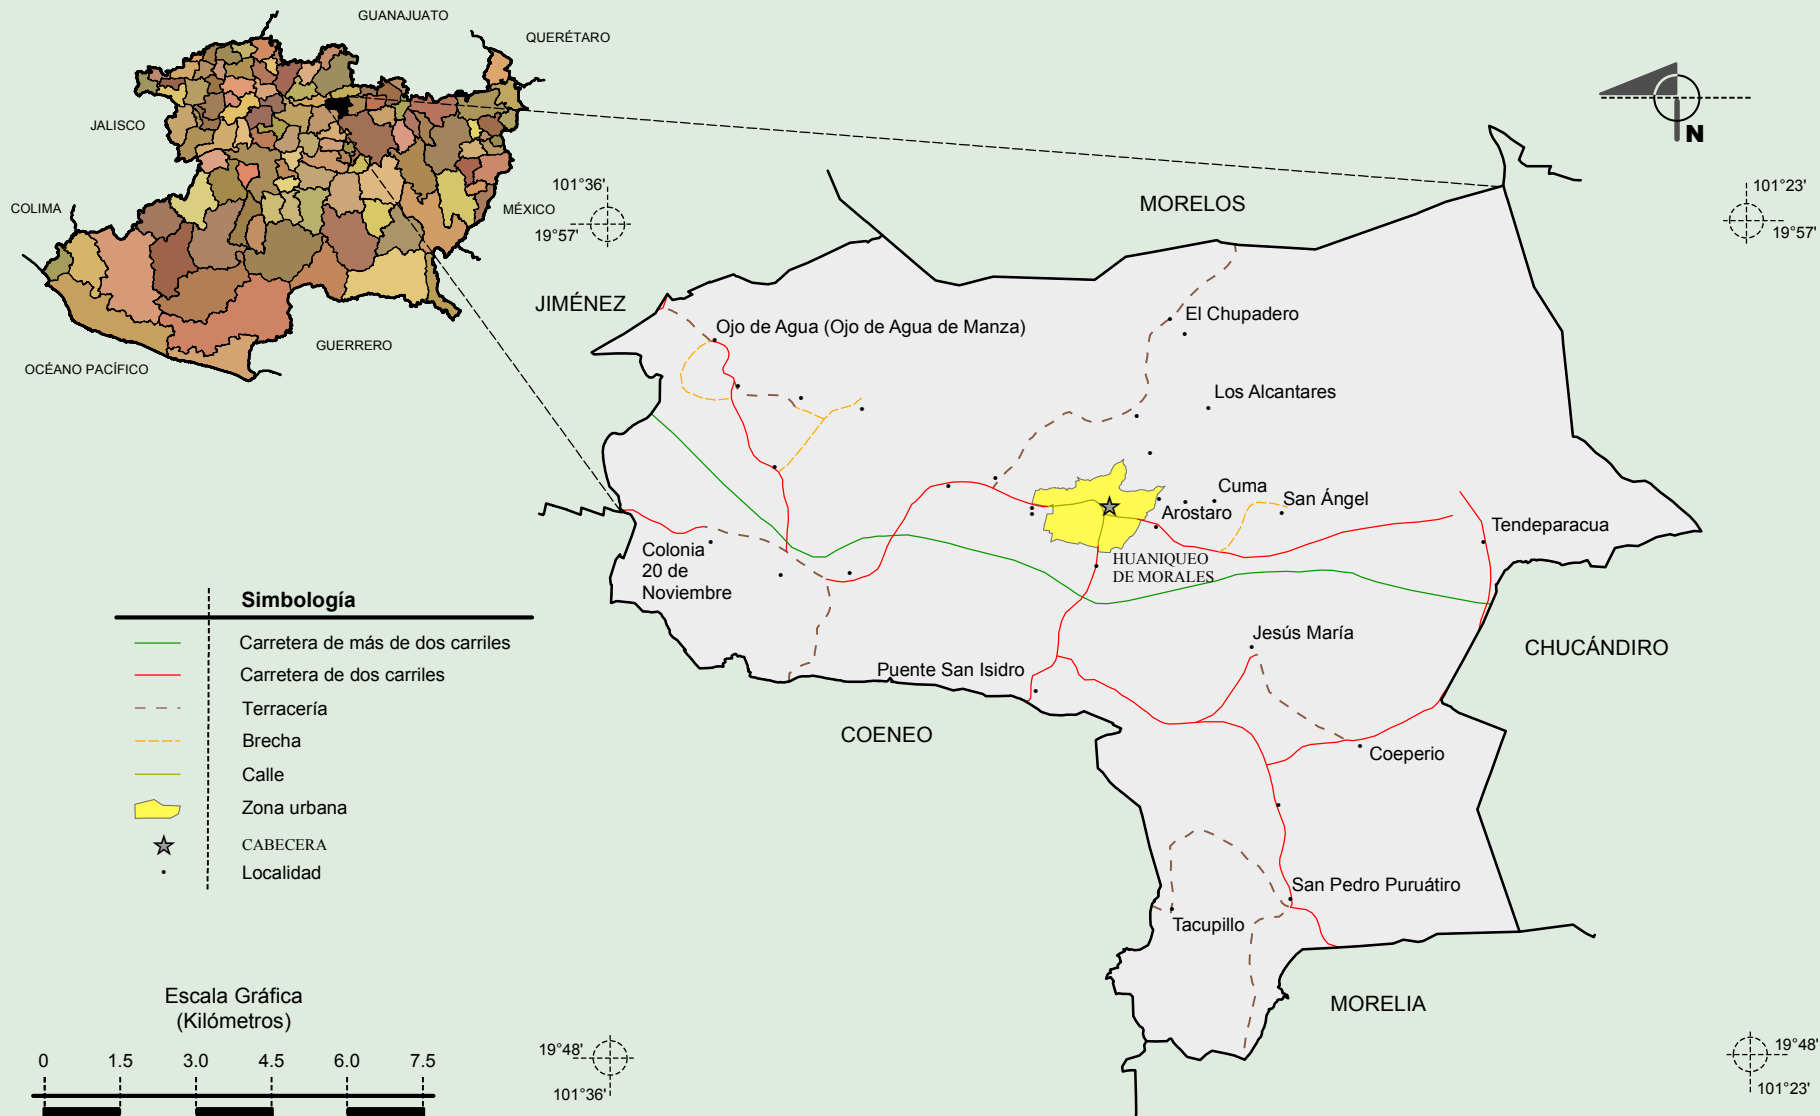 GUANAJUATO
QUERÉTARO
JALISCO
COLIMA
MÉXICO
GUERRERO
OCÉANO PACÍFICO
N
101°36'
19°57'
101°23'
19°57'
MORELOS
JIMÉNEZ
El Chupadero
Ojo de Agua (Ojo de Agua de Manza)
Los Alcantares
Cuma
San Ángel
Arostaro
Tendeparacua
Colonia
20 de
Noviembre
HUANIQUEO
DE MORALES
Jesús María
CHUCÁNDIRO
Puente San Isidro
COENEO
Coeperio
San Pedro Puruátiro
Tacupillo
MORELIA
Simbología
Carretera de más de dos carriles
Carretera de dos carriles
Terracería
Brecha
Calle
Zona urbana
CABECERA
Localidad
Escala Gráfica
(Kilómetros)
0 1.5 3.0 4.5 6.0 7.5
19°48'
101°36'
19°48'
101°23'